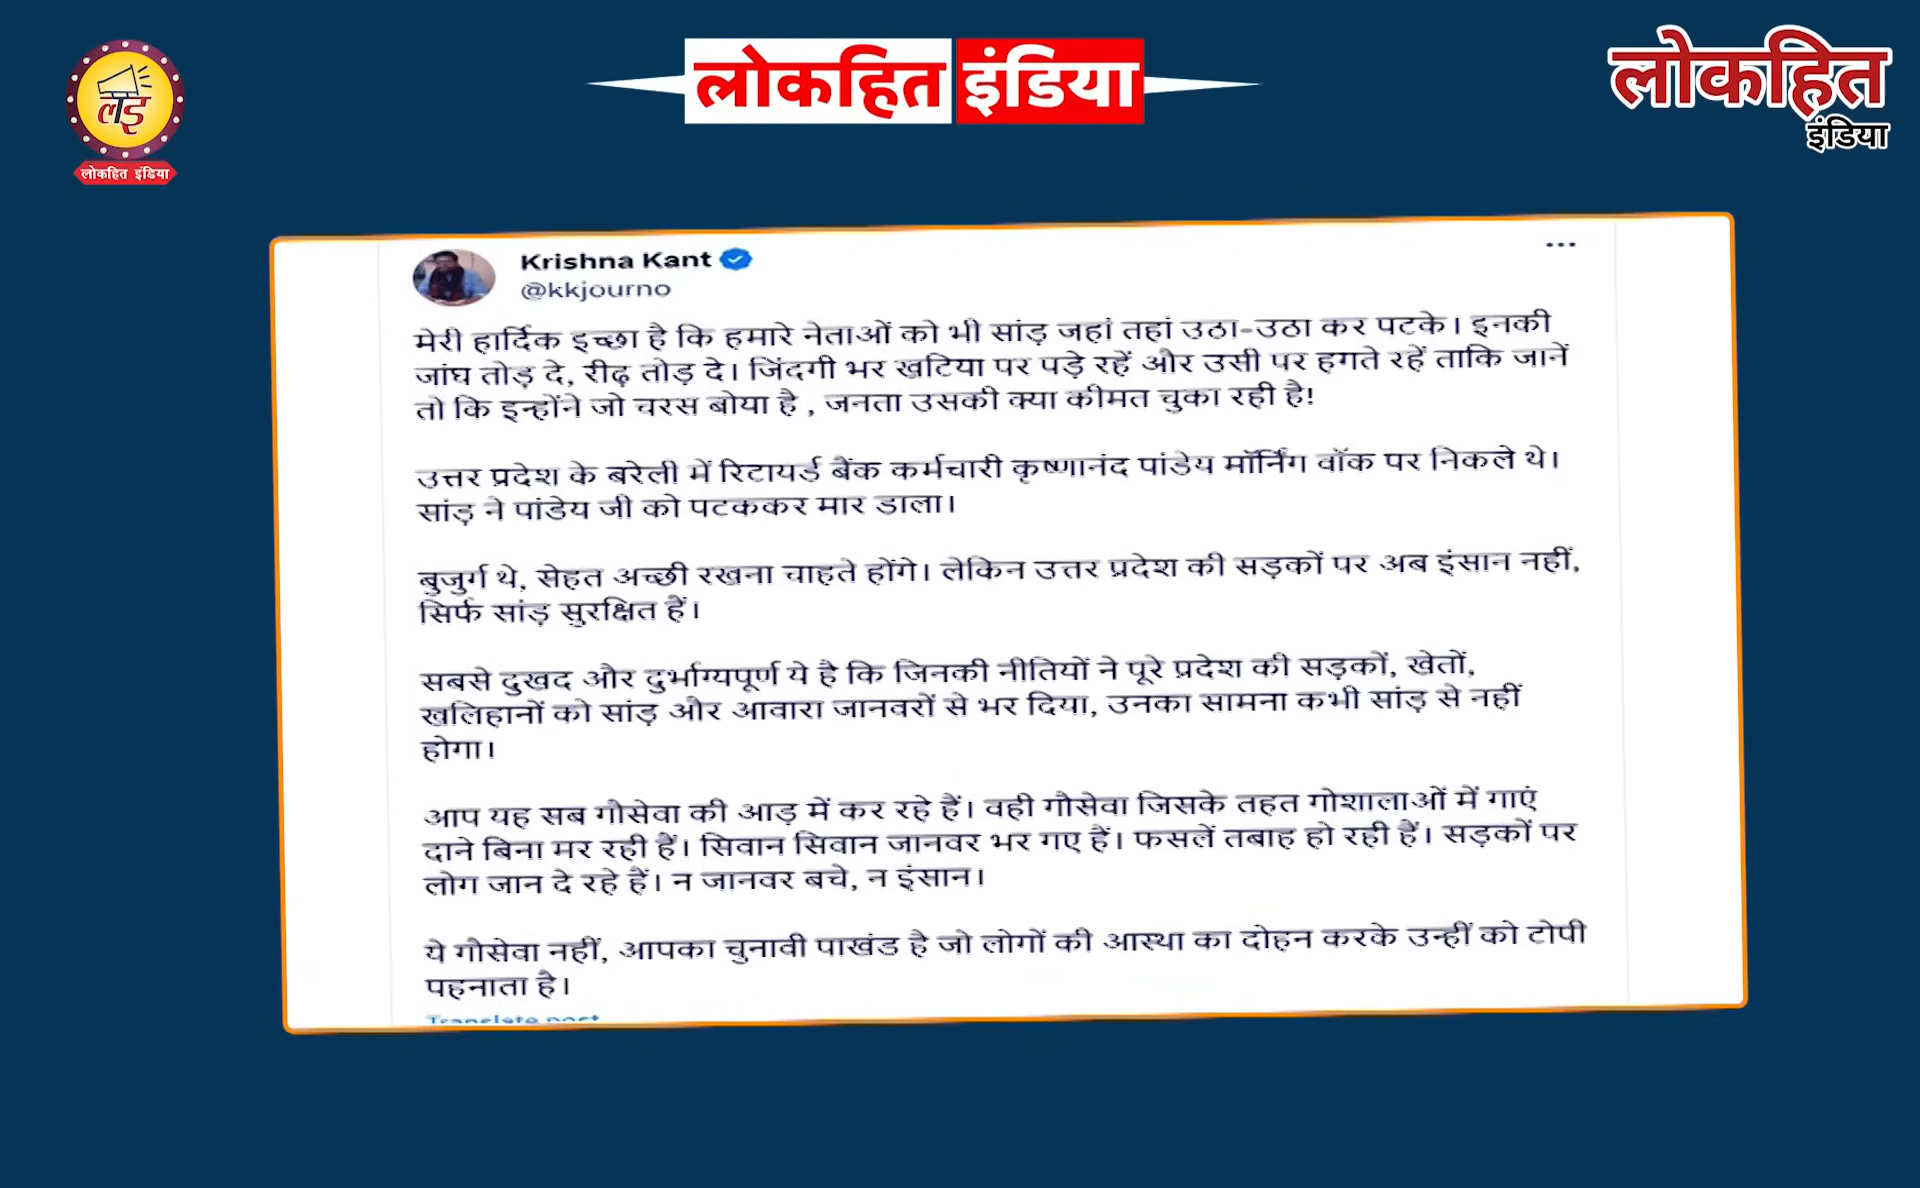 लोकहित इंडिया
लोकहित
इंडिया
लइ
लोकहित इंडिया
Krishna Kant
@kkjourno
मेरी हार्दिक इच्छा है कि हमारे नेताओं को भी सांड़ जहां तहां उठा-उठा कर पटके। इनकी
जांघ तोड़ दे, रीढ़ तोड़ दे। जिंदगी भर खटिया पर पड़े रहें और उसी पर हगते रहें ताकि जानें
तो कि इन्होंने जो चरस बोया है , जनता उसकी क्या कीमत चुका रही है!
उत्तर प्रदेश के बरेली में रिटायर्ड बैंक कर्मचारी कृष्णानंद पांडेय मॉर्निंग वॉक पर निकले थे।
सांड़ ने पांडेय जी को पटककर मार डाला।
बुजुर्ग थे, सेहत अच्छी रखना चाहते होंगे। लेकिन उत्तर प्रदेश की सड़कों पर अब इंसान नहीं,
सिर्फ सांड़ सुरक्षित हैं।
सबसे दुखद और दुर्भाग्यपूर्ण ये है कि जिनकी नीतियों ने पूरे प्रदेश की सड़कों, खेतों,
खलिहानों को सांड़ और आवारा जानवरों से भर दिया, उनका सामना कभी सांड़ से नहीं
होगा।
आप यह सब गौसेवा की आड़ में कर रहे हैं। वही गौसेवा जिसके तहत गोशालाओं में गाएं
दाने बिना मर रही हैं। सिवान सिवान जानवर भर गए हैं। फसलें तबाह हो रही हैं। सड़कों पर
लोग जान दे रहे हैं। न जानवर बचे, न इंसान।
ये गौसेवा नहीं, आपका चुनावी पाखंड है जो लोगों की आस्था का दोहन करके उन्हीं को टोपी
पहनाता है।
Translate post